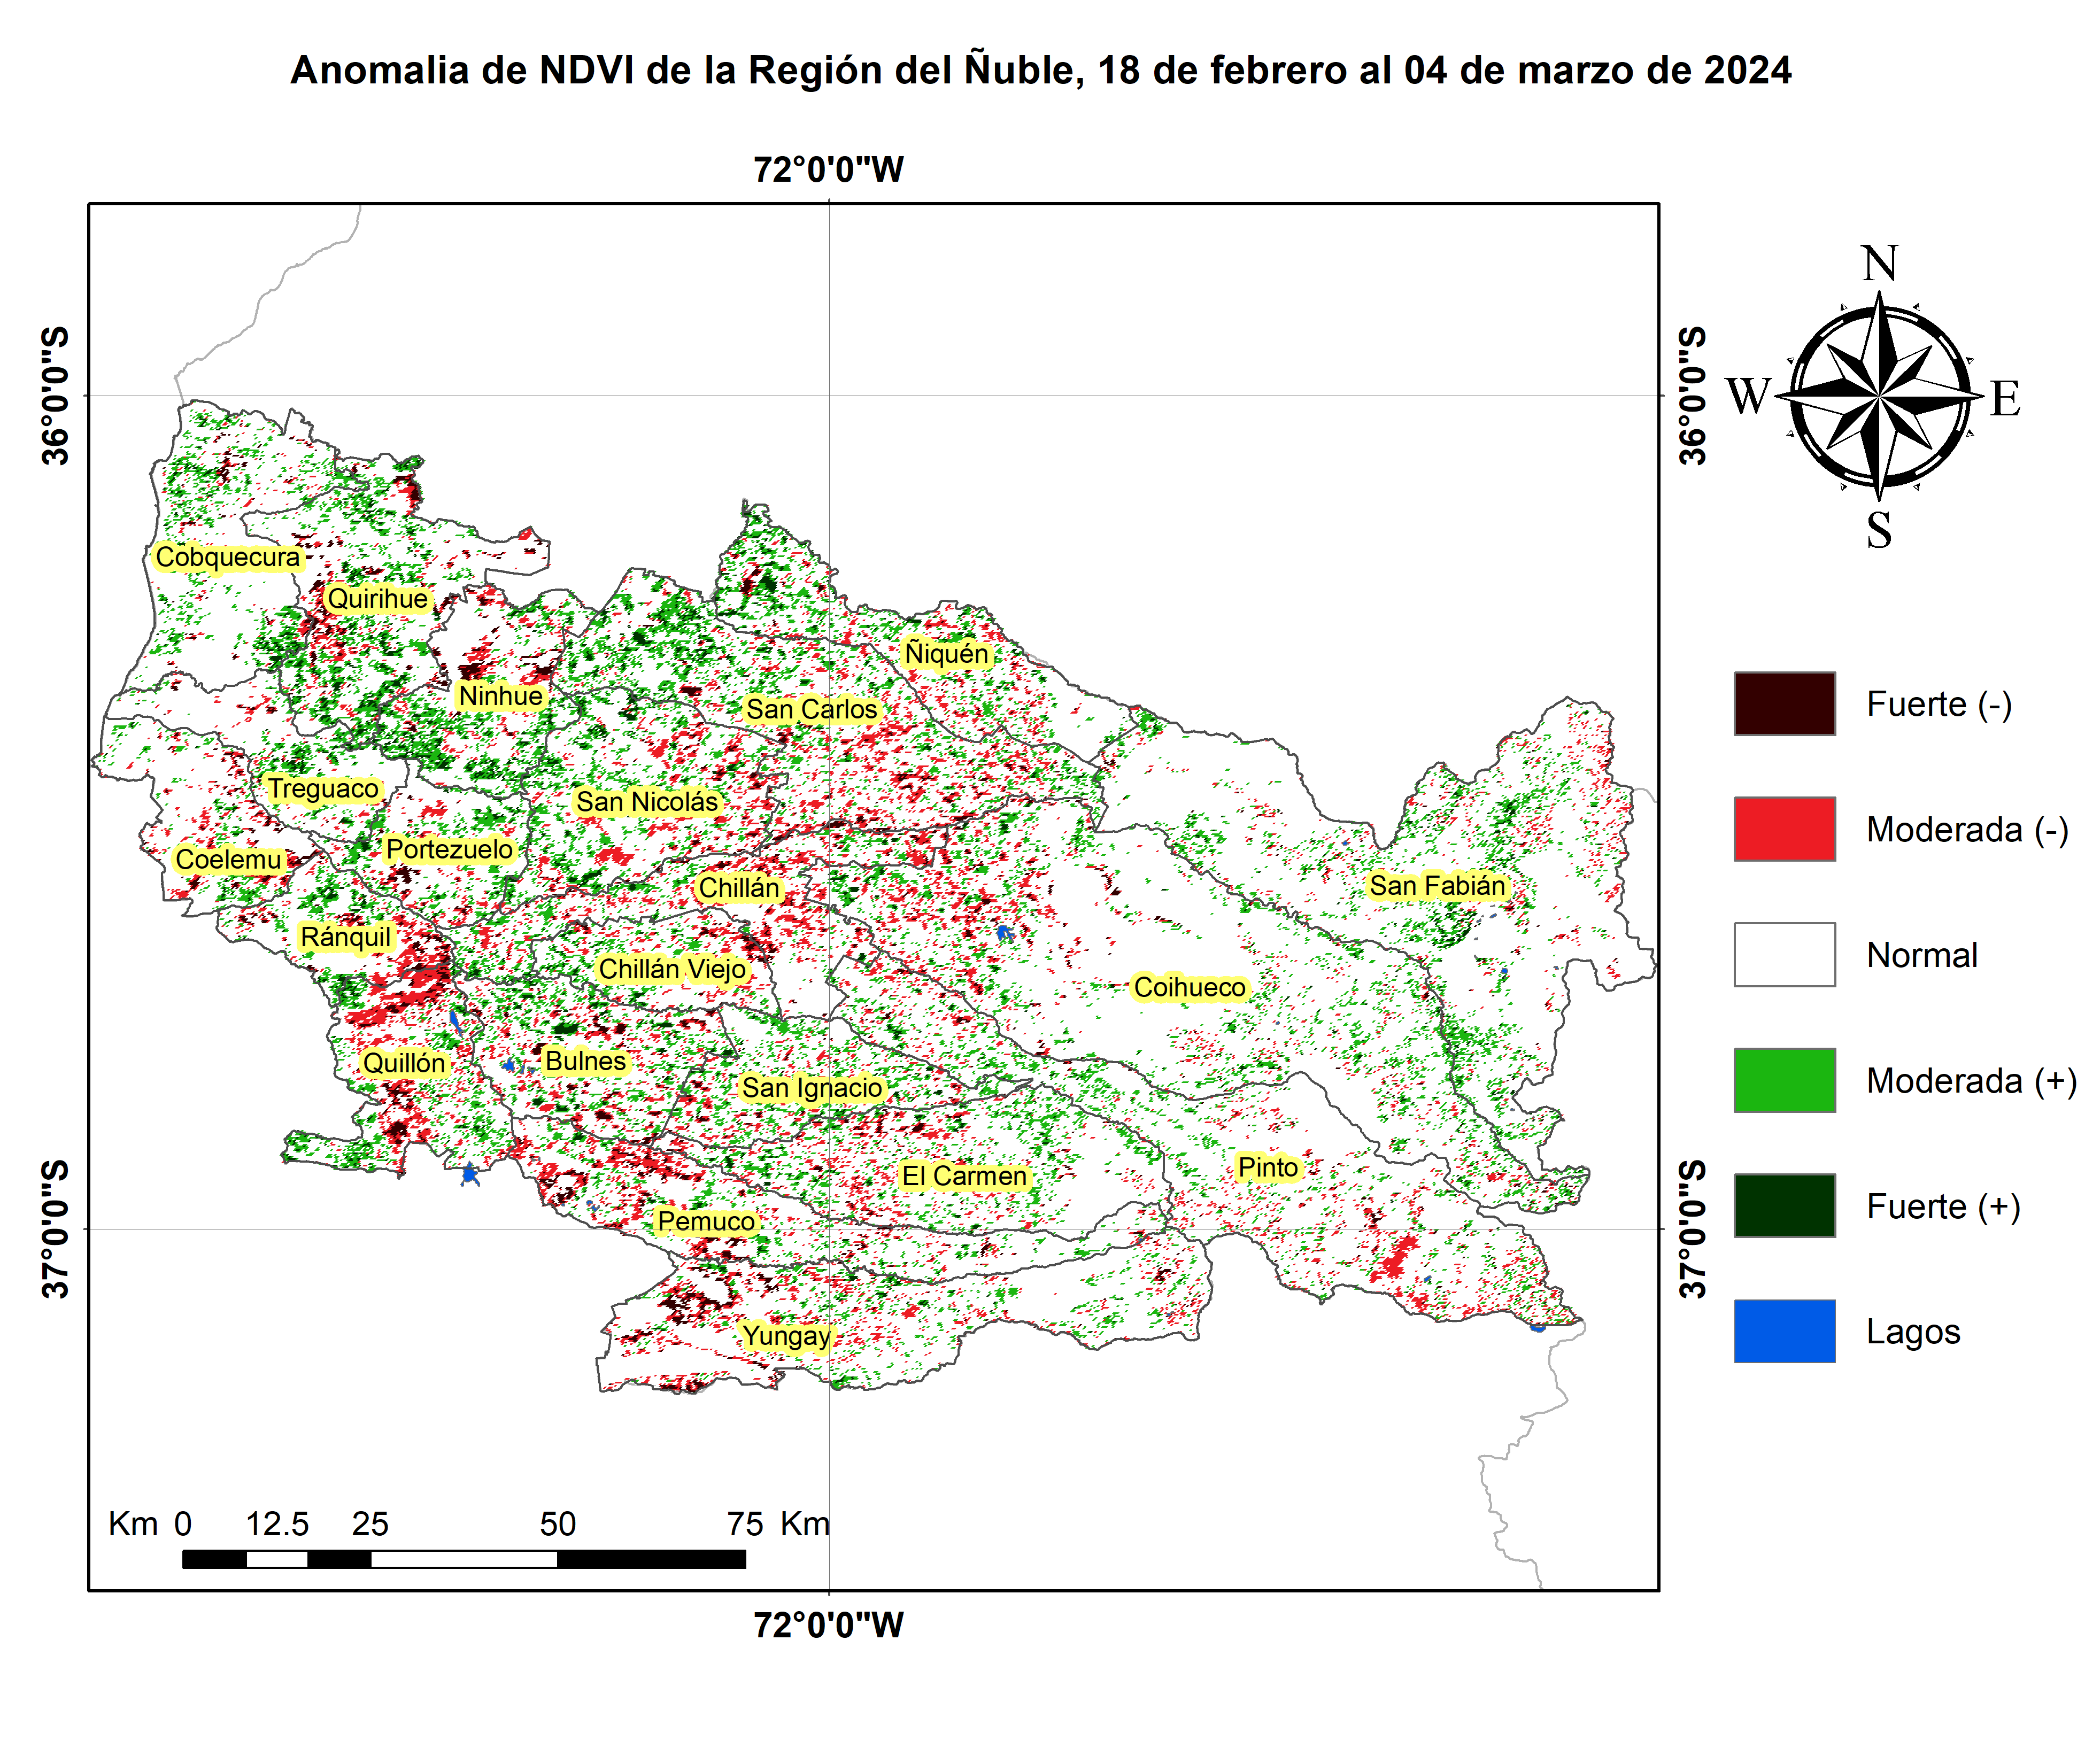 Anomalia de NDVI de la Región del Ñuble, 18 de febrero al 04 de marzo de 2024
72°0'0"W
N
W
E
S
36°0'0"S
36°0'0"S
Cobquecura
Quirihue
Ñiquén
Ninhue
San Carlos
Treguaco
San Nicolás
Portezuelo
Coelemu
Chillán
San Fabián
Ránquil
Chillán Viejo
Coihueco
Quillón
Bulnes
San Ignacio
El Carmen
Pinto
Pemuco
Yungay
37°0'0"S
37°0'0"S
Fuerte (-)
Moderada (-)
Normal
Moderada (+)
Fuerte (+)
Lagos
Km 0 12.5 25 50 75 Km
72°0'0"W